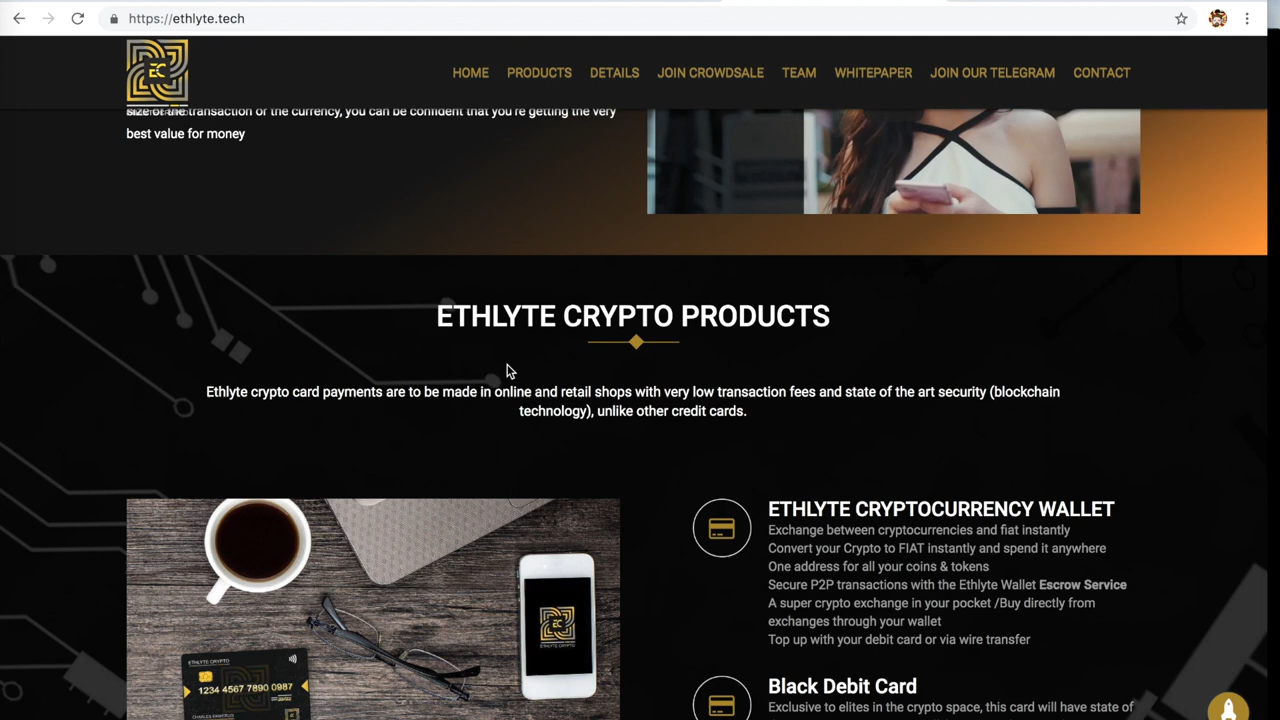 https://ethlyte.tech
EC
HOME PRODUCTS DETAILS JOIN CROWDSALE TEAM WHITEPAPER JOIN OUR TELEGRAM CONTACT
size of the transaction or the currency, you can be confident that you're getting the very
best value for money
ETHLYTE CRYPTO PRODUCTS
Ethlyte crypto card payments are to be made in online and retail shops with very low transaction fees and state of the art security (blockchain
technology), unlike other credit cards.
ETHLYTE CRYPTOCURRENCY WALLET
Exchange between cryptocurrencies and fiat instantly
Convert your Crypto to FIAT instantly and spend it anywhere
One address for all your coins & tokens
Secure P2P transactions with the Ethlyte Wallet Escrow Service
A super crypto exchange in your pocket /Buy directly from
exchanges through your wallet
Top up with your debit card or via wire transfer
EC
ETHLYTE CRYPTO
ETHLYTE CRYPTO
1234 4567 7890 0987
Black Debit Card
Exclusive to elites in the crypto space, this card will have state of